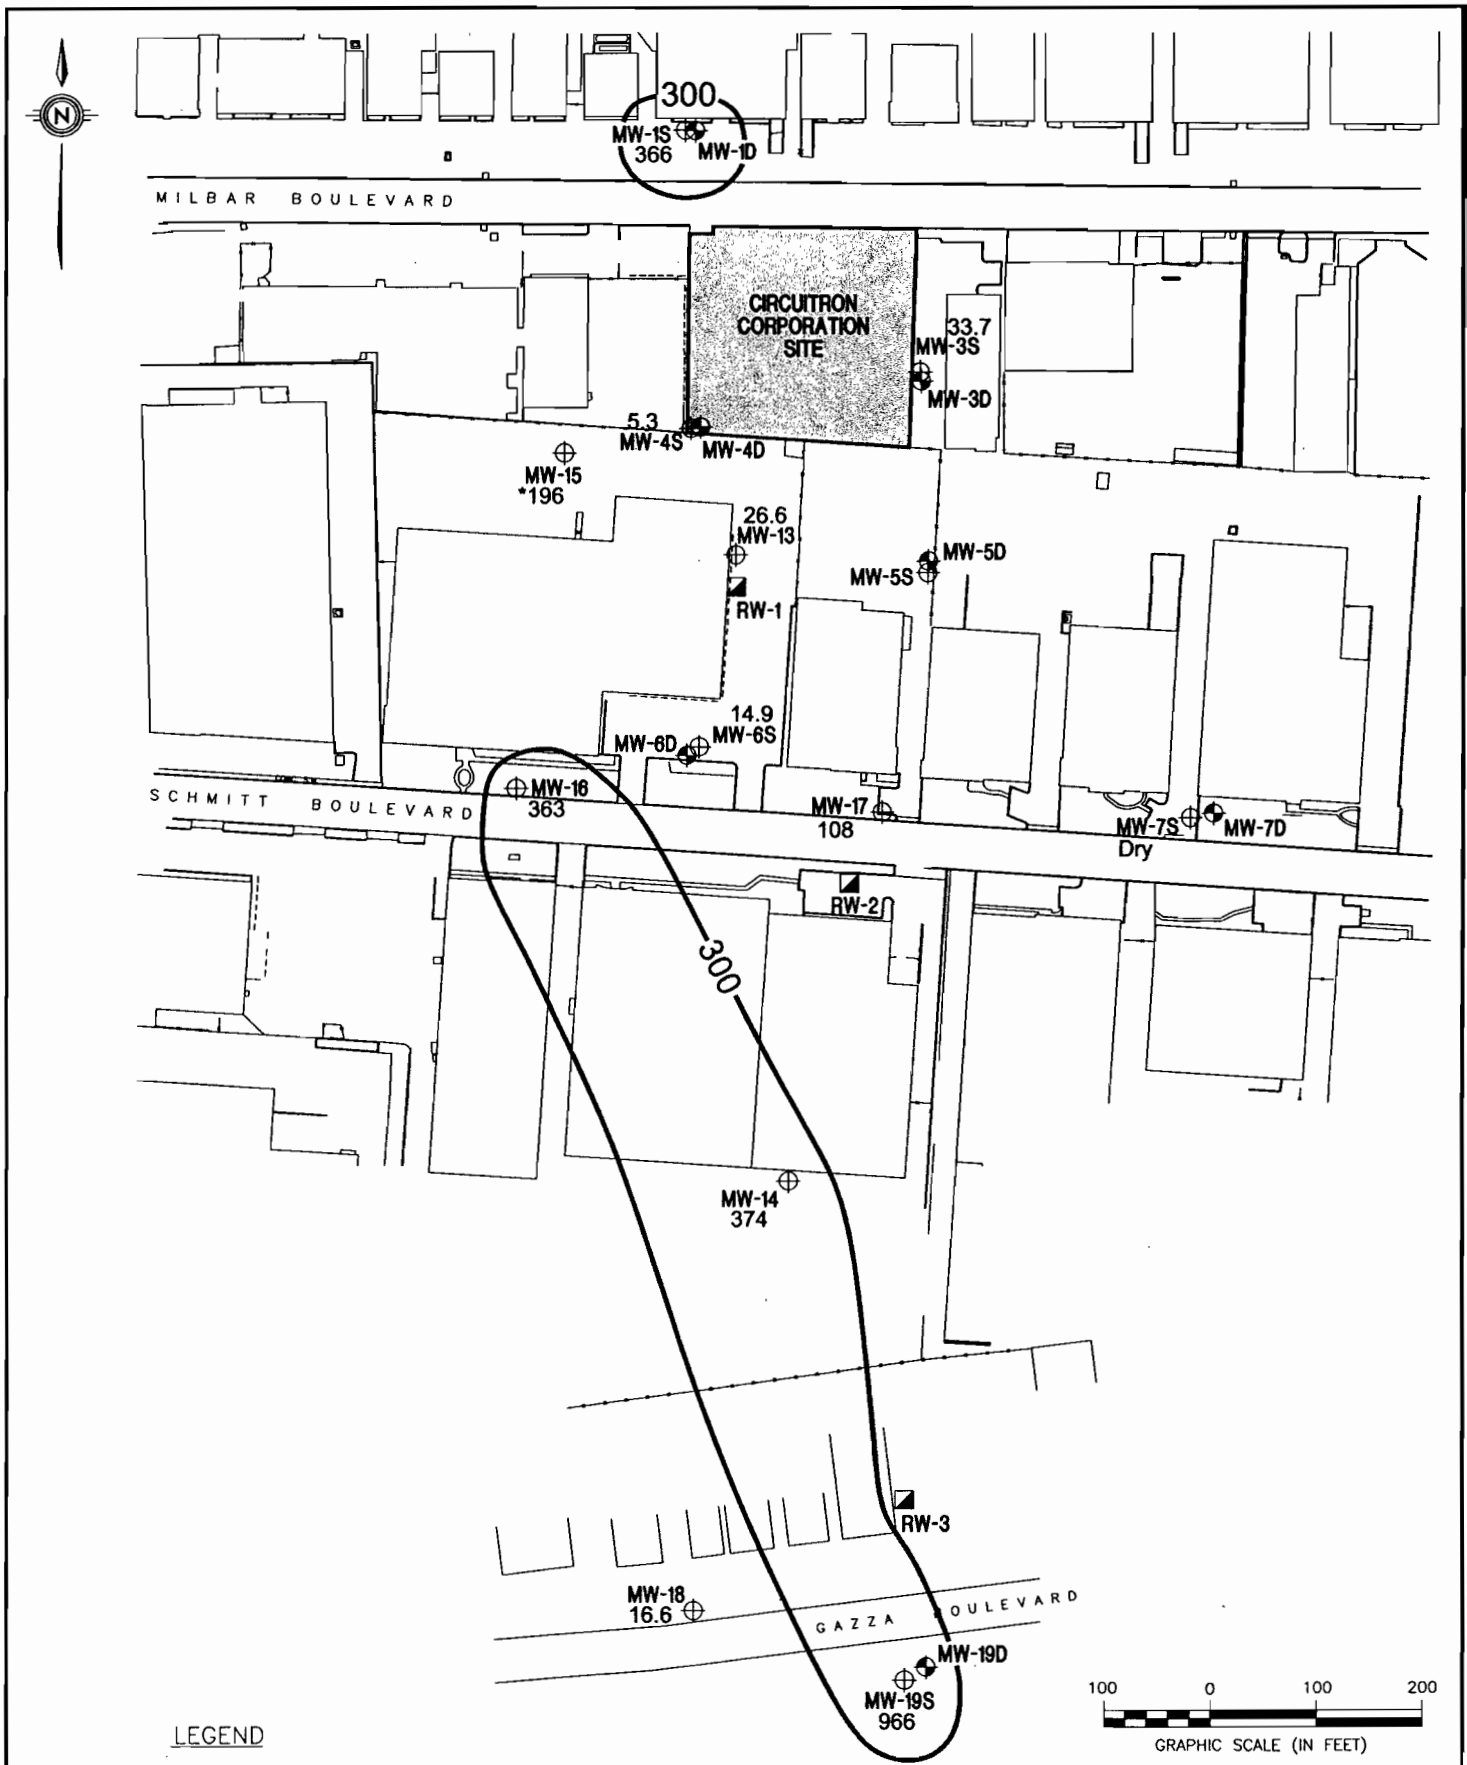 N
300
MW-1S
366
MW-1D
MILBAR BOULEVARD
CIRCUITRON
CORPORATION
SITE
33.7
MW-3S
MW-3D
5.3
MW-4S
MW-4D
MW-15
*196
26.6
MW-13
RW-1
MW-5D
MW-5S
14.9
MW-6S
MW-6D
MW-16
363
SCHMITT BOULEVARD
MW-17
108
MW-7S
Dry
MW-7D
RW-2
300
MW-14
374
RW-3
MW-18
16.6
GAZZA OULEVARD
MW-19D
MW-19S
966
100 0 100 200
GRAPHIC SCALE (IN FEET)
LEGEND